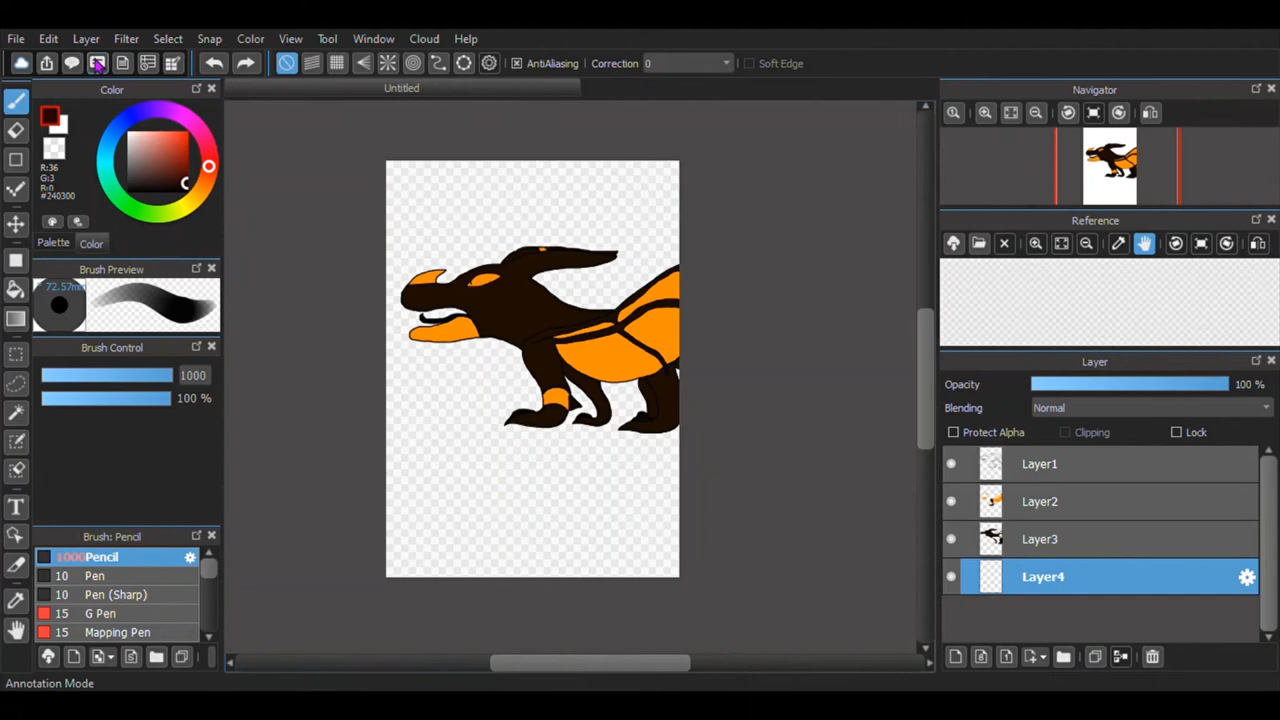 File Edit Layer Filter Select Snap Color View Tool Window Cloud Help
AntiAliasing Correction 0 Soft Edge
Color
Untitled
Navigator
R:36
G:3
B:0
#240300
Palette Color
Brush Preview
72.57mm
Brush Control
1000
100 %
Brush: Pencil
1000 Pencil
10 Pen
10 Pen (Sharp)
15 G Pen
15 Mapping Pen
Reference
Layer
Opacity 100 %
Blending Normal
Protect Alpha Clipping Lock
Layer1
Layer2
Layer3
Layer4
Annotation Mode